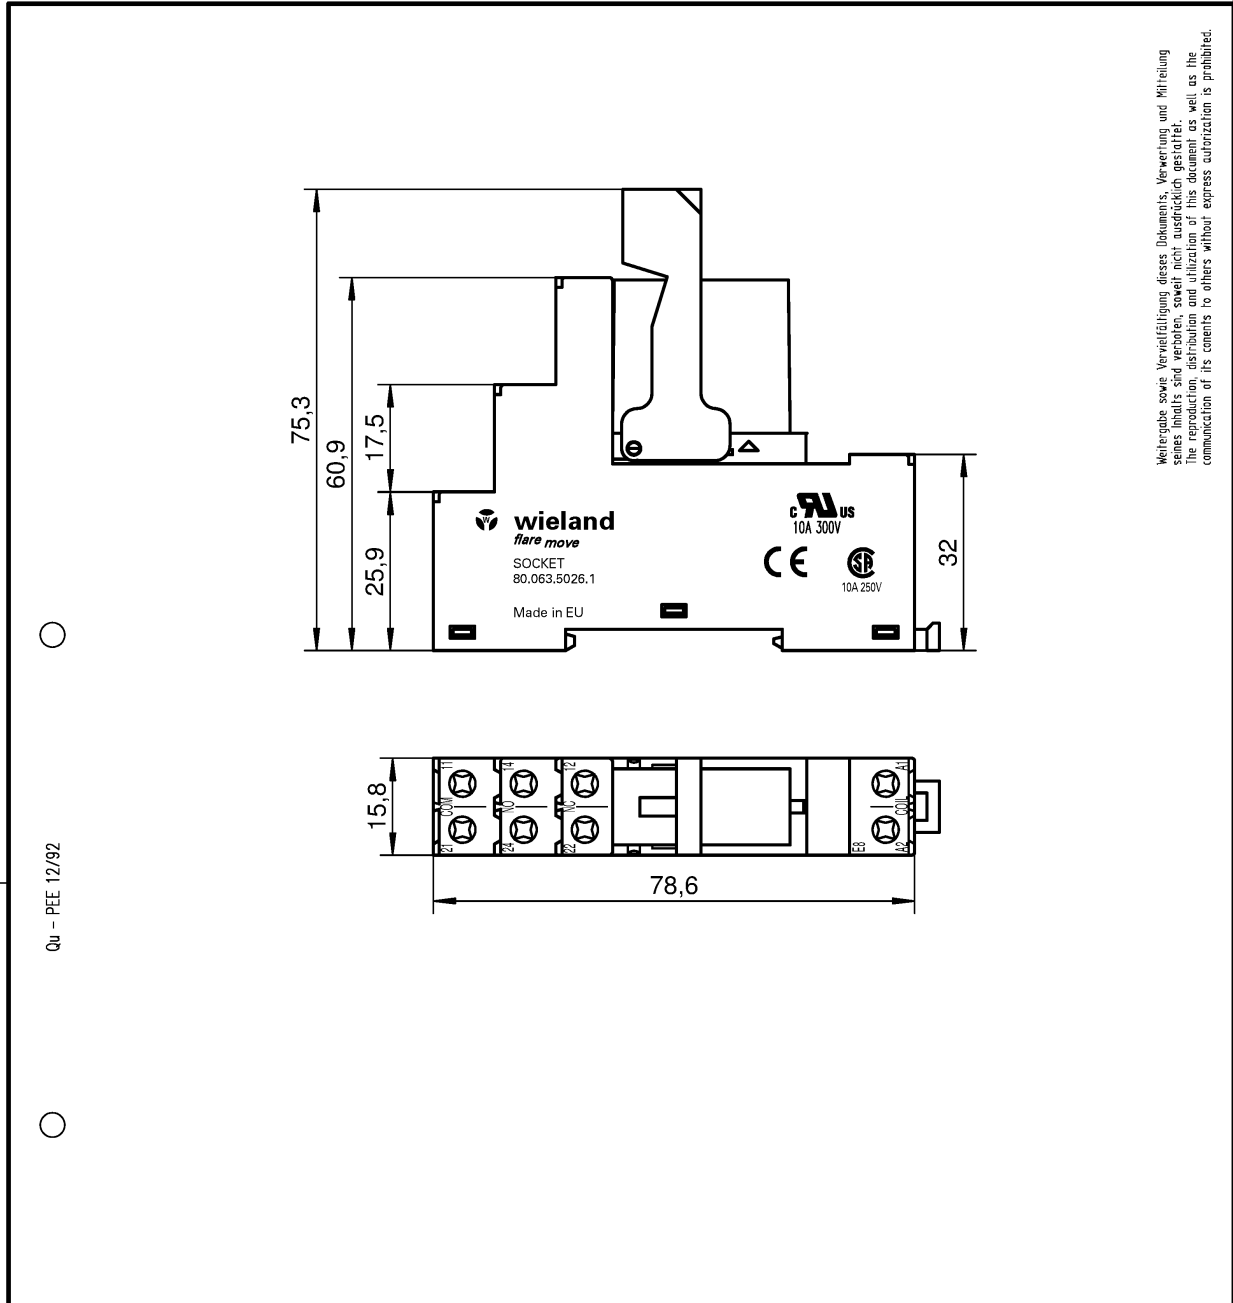 Weitergabe sowie Vervielfältigung dieses Dokuments, Verwertung und Mitteilung
seines Inhalts sind verboten, soweit nicht ausdrücklich gestattet.
The reproduction, distribution and utilization of this document as well as the
communication of its conents to others without express autorization is prohibited.
75,3
60,9
17,5
25,9
32
wieland
flare move
SOCKET
80.063.5026.1
Made in EU
c RU US
10A 300V
CE
SA
10A 250V
15,8
11
14
12
A1
COM
NO
NC
COIL
21
24
22
E8
A2
78,6
Qu - PEE 12/92